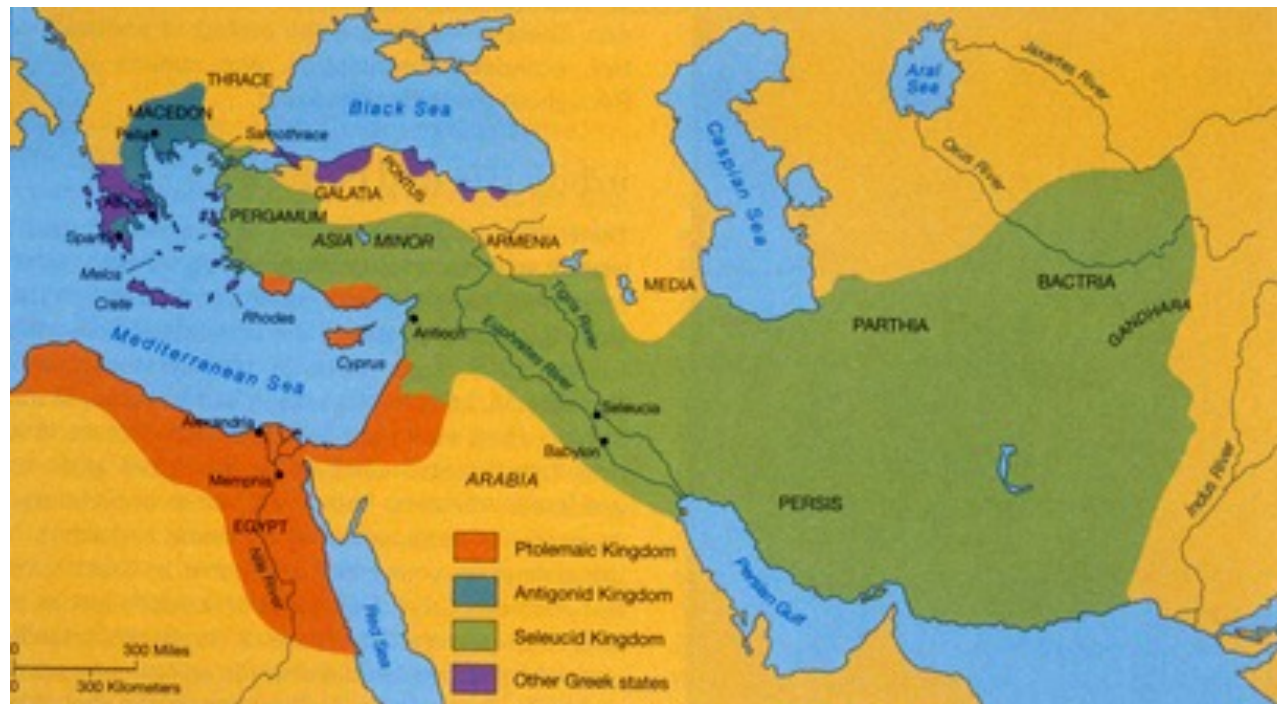 THRACE
MACEDON
Pella
Samothrace
Black Sea
Caspian Sea
Aral Sea
Jaxartes River
Oxus River
GALATIA
PONTUS
PERGAMUM
ASIA MINOR
ARMENIA
MEDIA
Athens
Sparta
Melos
Crete
Rhodes
Cyprus
Antioch
Tigris River
Euphrates River
PARTHIA
BACTRIA
GANDHARA
Mediterranean Sea
Seleucia
Babylon
Alexandria
Memphis
ARABIA
PERSIS
EGYPT
Nile River
Red Sea
Persian Gulf
Indus River
Ptolemaic Kingdom
Antigonid Kingdom
Seleucid Kingdom
Other Greek states
0 300 Miles
0 300 Kilometers